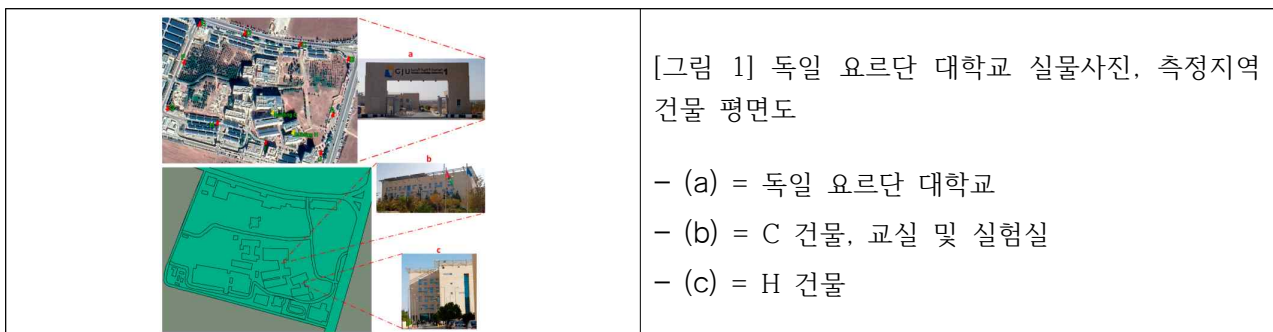 a
GJU
b
c
[그림 1] 독일 요르단 대학교 실물사진, 측정지역
건물 평면도
- (a) = 독일 요르단 대학교
- (b) = C 건물, 교실 및 실험실
- (c) = H 건물